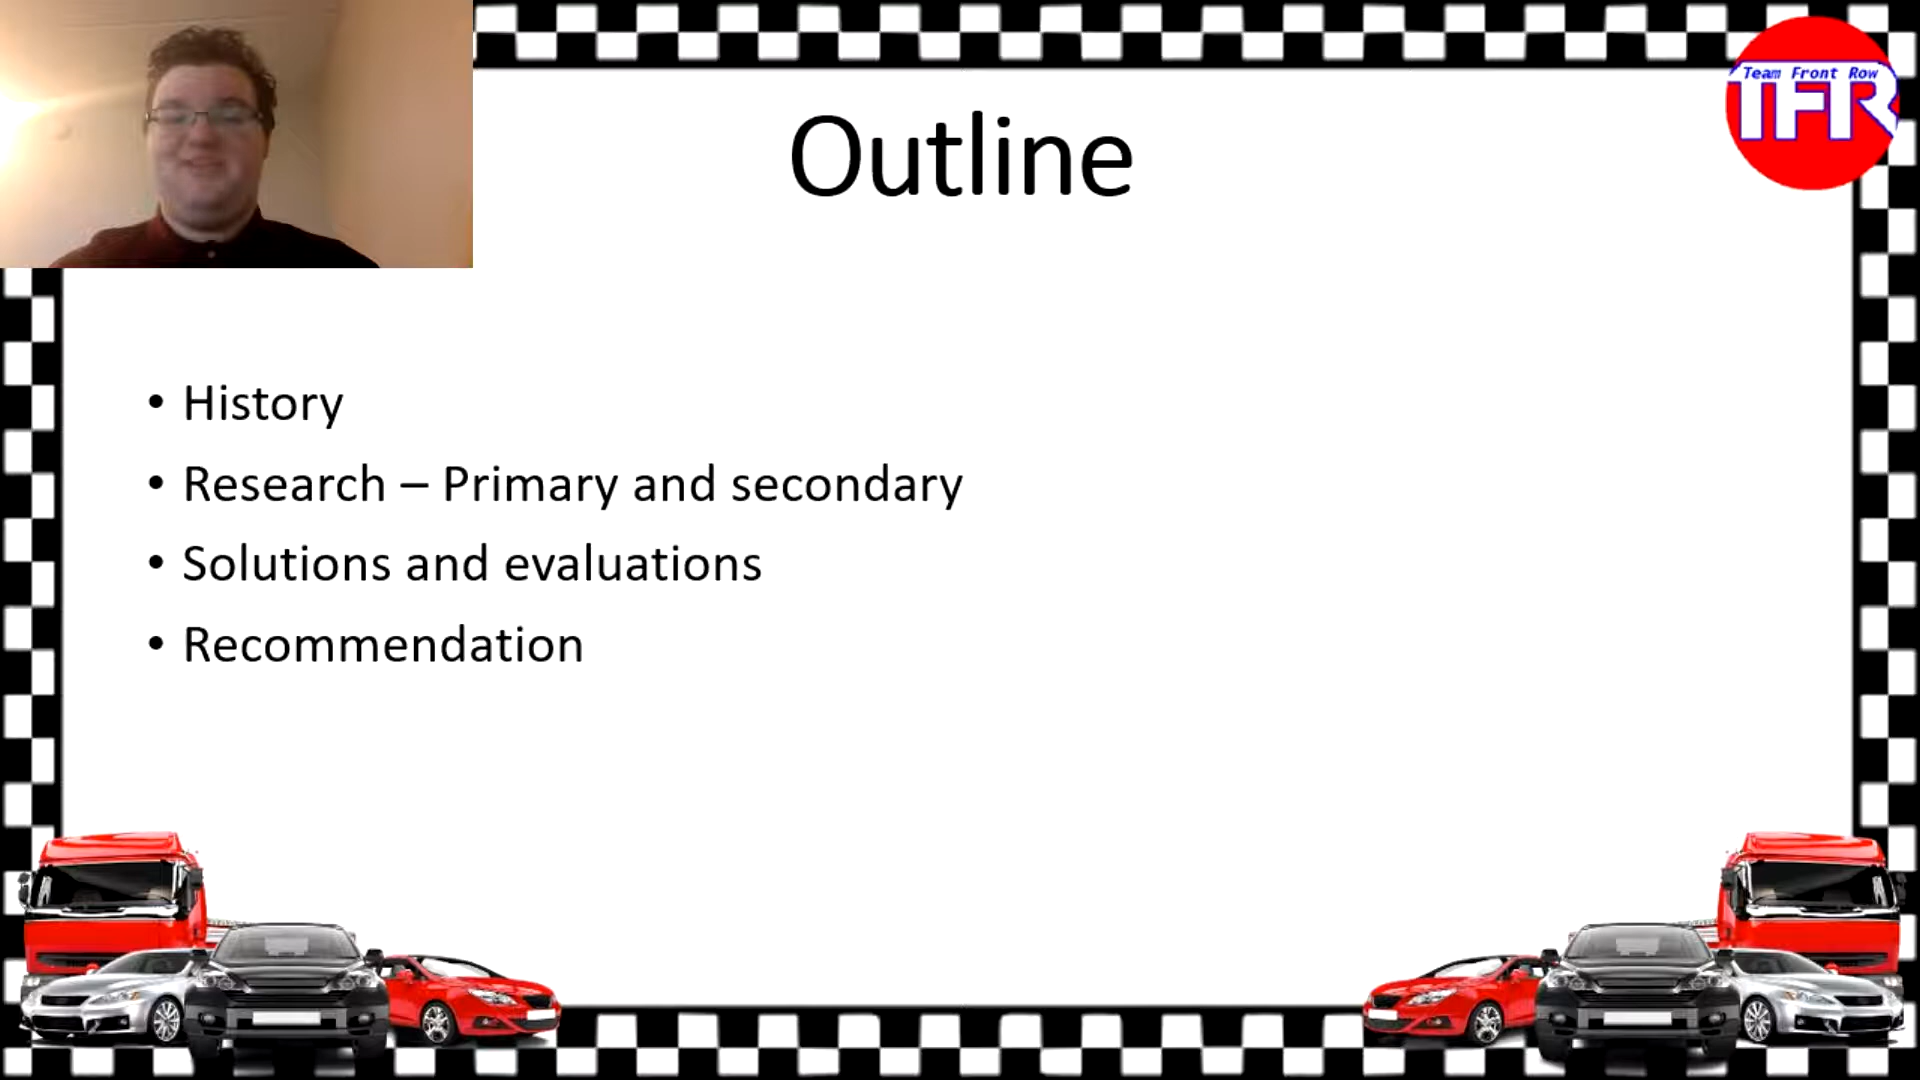 Team Front Row
TFR
Outline
• History
• Research – Primary and secondary
• Solutions and evaluations
• Recommendation